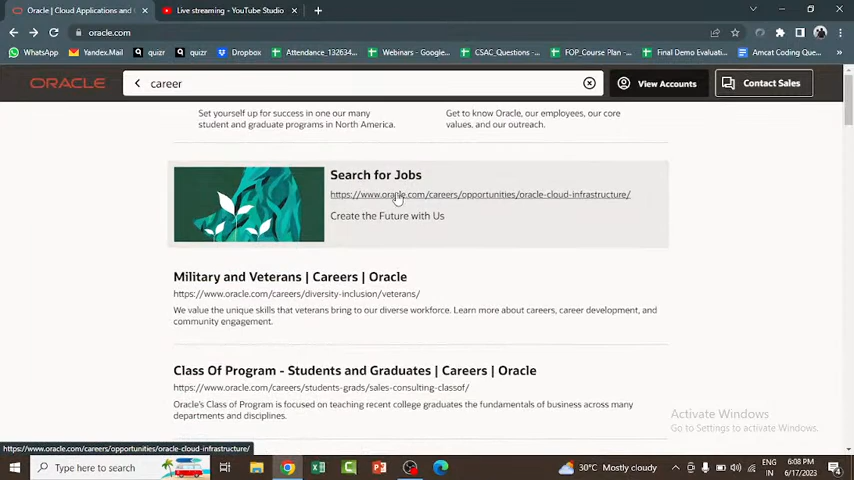 Oracle | Cloud Applications and C
Live streaming - YouTube Studio
oracle.com
WhatsApp
Yandex.Mail
quizr
quizr
Dropbox
Attendance_132634...
Webinars - Google...
CSAC_Questions_...
FOP_Course Plan -...
Final Demo Evaluati...
Amcat Coding Que...
ORACLE
career
View Accounts
Contact Sales
Set yourself up for success in one our many
student and graduate programs in North America.
Get to know Oracle, our employees, our core
values, and our outreach.
Search for Jobs
https://www.oracle.com/careers/opportunities/oracle-cloud-infrastructure/
Create the Future with Us
Military and Veterans | Careers | Oracle
https://www.oracle.com/careers/diversity-inclusion/veterans/
We value the unique skills that veterans bring to our diverse workforce. Learn more about careers, career development, and
community engagement.
Class Of Program - Students and Graduates | Careers | Oracle
https://www.oracle.com/careers/students-grads/sales-consulting-classof/
Oracle's Class of Program is focused on teaching recent college graduates the fundamentals of business across many
departments and disciplines.
Activate Windows
Go to Settings to activate Windows.
https://www.oracle.com/careers/opportunities/oracle-cloud-infrastructure/
Type here to search
30°C Mostly cloudy
ENG
IN
6:08 PM
6/17/2023
4